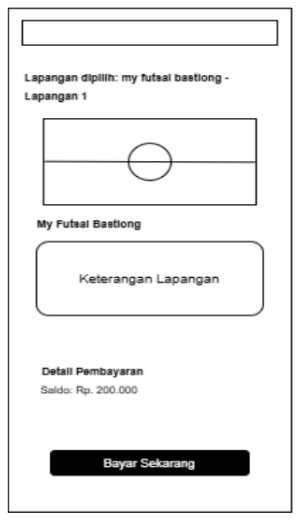 Lapangan dipilih: my futsal bastiong -
Lapangan 1
My Futsal Bastiong
Keterangan Lapangan
Detail Pembayaran
Saldo: Rp. 200.000
Bayar Sekarang